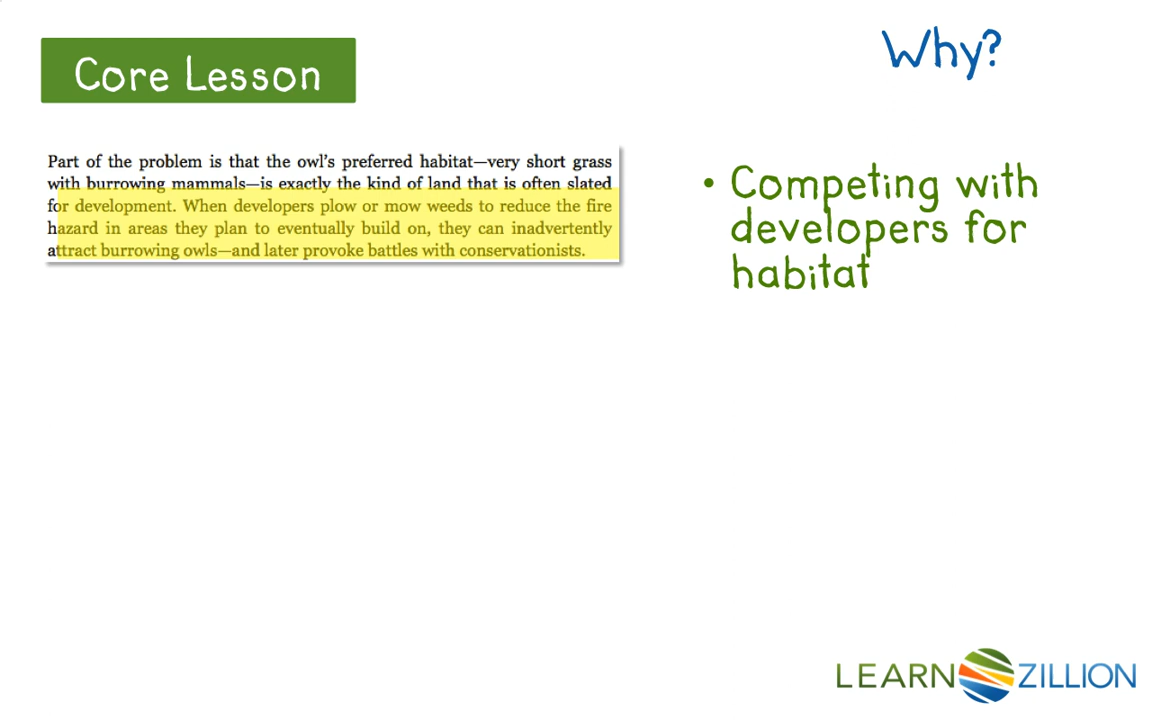 Core Lesson
Why?
Part of the problem is that the owl's preferred habitat—very short grass
with burrowing mammals—is exactly the kind of land that is often slated
for development. When developers plow or mow weeds to reduce the fire
hazard in areas they plan to eventually build on, they can inadvertently
attract burrowing owls—and later provoke battles with conservationists.
• Competing with
developers for
habitat
LEARN ZILLION